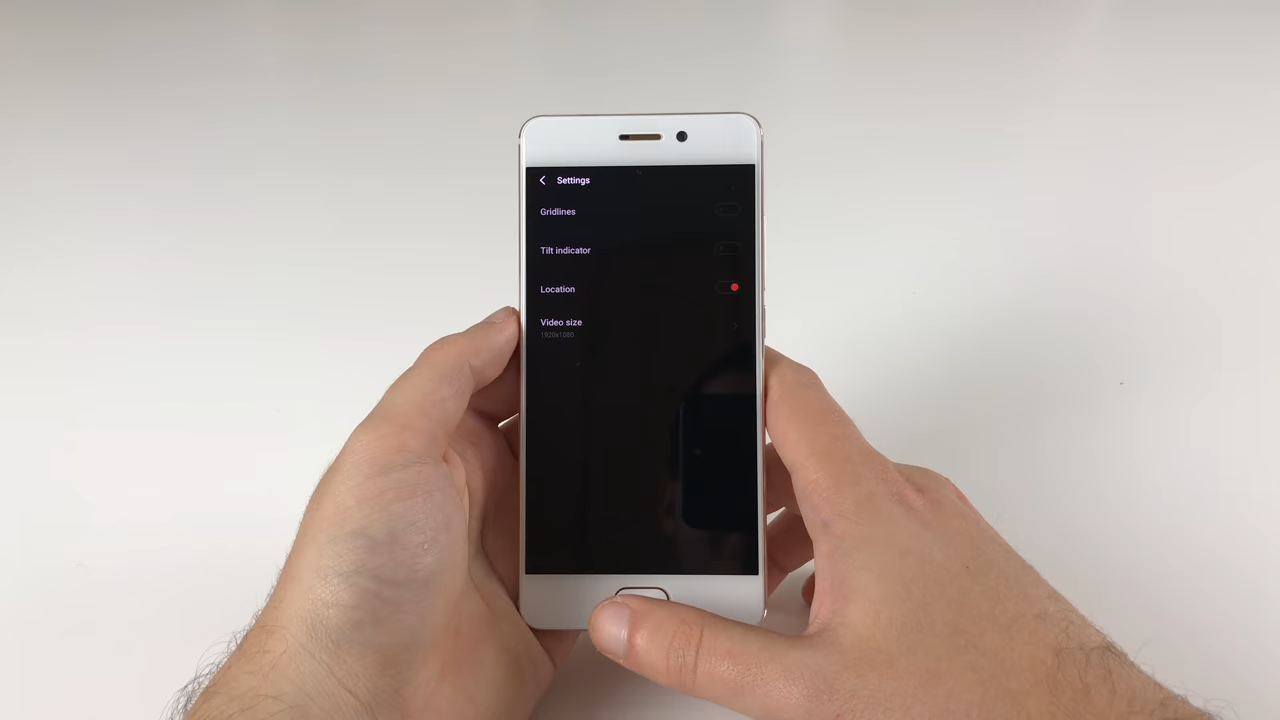 Settings
Gridlines
Tilt indicator
Location
Video size
1920x1080